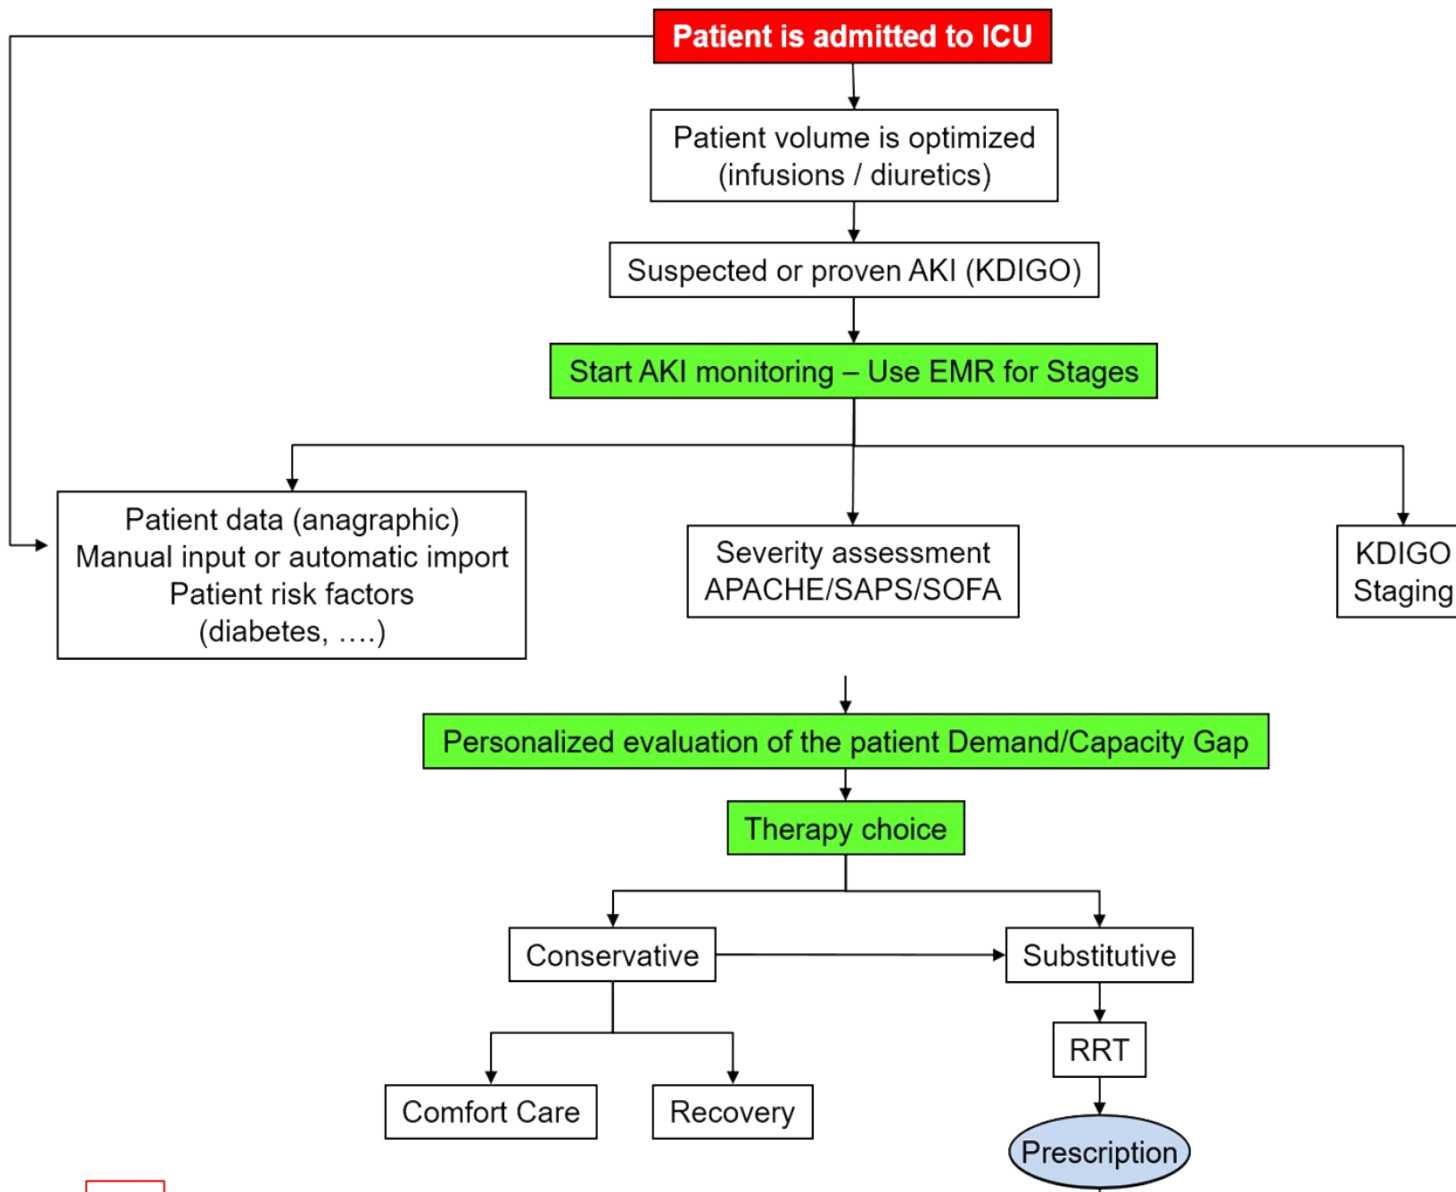 Patient is admitted to ICU
Patient volume is optimized
(infusions / diuretics)
Suspected or proven AKI (KDIGO)
Start AKI monitoring – Use EMR for Stages
Patient data (anagraphic)
Manual input or automatic import
Patient risk factors
(diabetes, ….)
Severity assessment
APACHE/SAPS/SOFA
KDIGO
Staging
Personalized evaluation of the patient Demand/Capacity Gap
Therapy choice
Conservative
Substitutive
RRT
Comfort Care
Recovery
Prescription